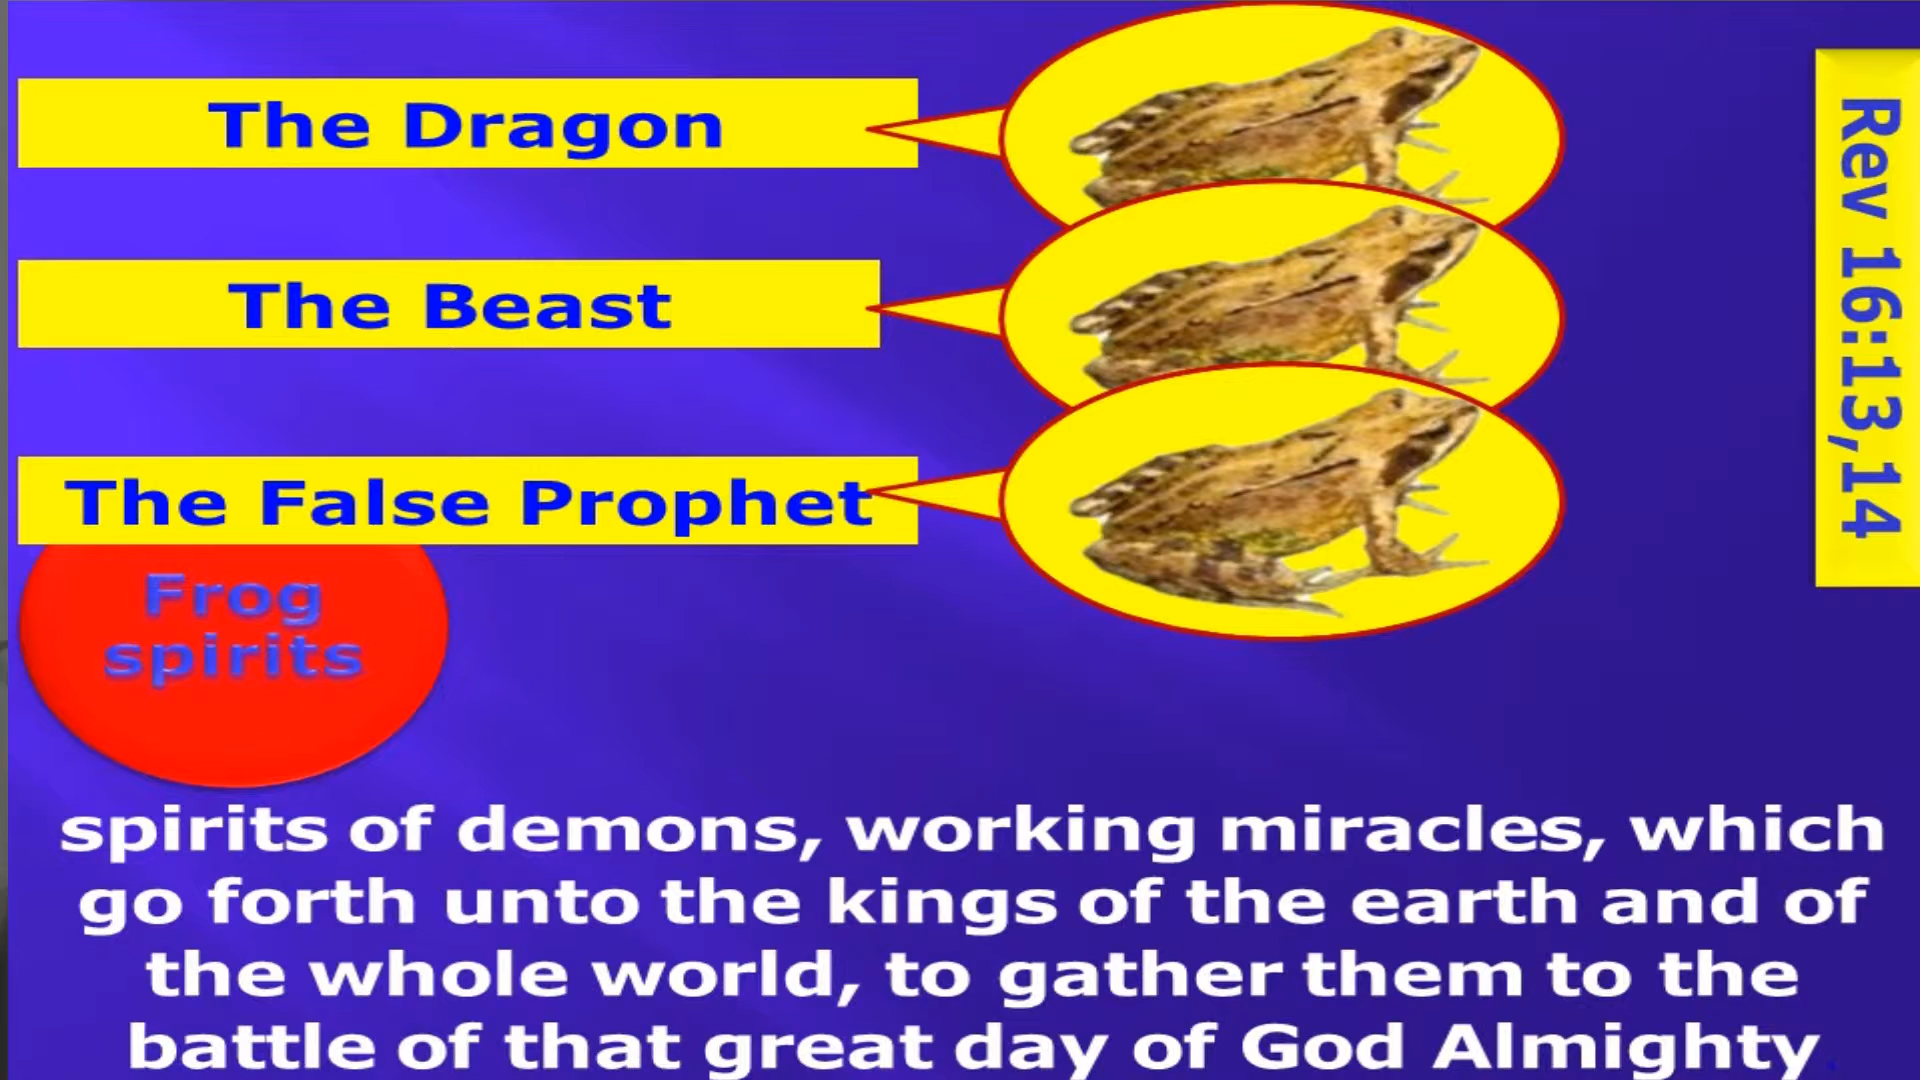 The Dragon
The Beast
The False Prophet
Rev 16:13,14
Frog
spirits
spirits of demons, working miracles, which
go forth unto the kings of the earth and of
the whole world, to gather them to the
battle of that great day of God Almighty